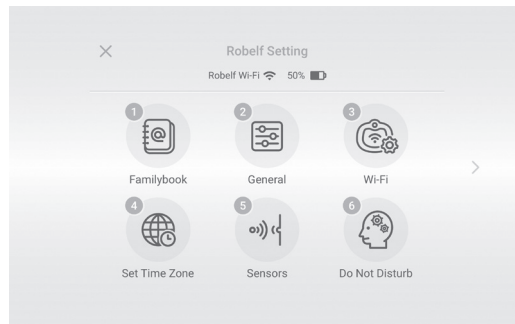 Robelf Setting
Robelf Wi-Fi 50%
1 2 3
Familybook General Wi-Fi
4 5 6
Set Time Zone Sensors Do Not Disturb